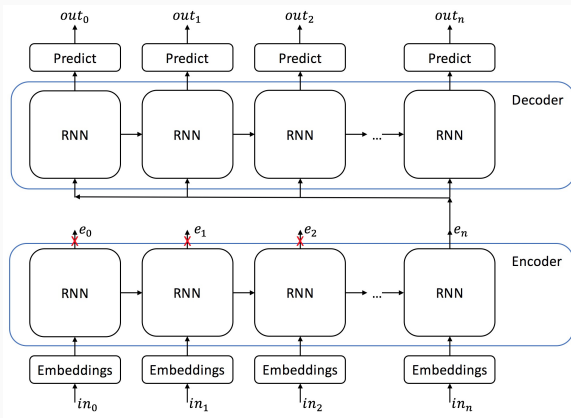 out₀ out₁ out₂ outₙ
Predict Predict Predict Predict
Decoder
RNN RNN RNN ... RNN
e₀ e₁ e₂ eₙ
Encoder
RNN RNN RNN ... RNN
Embeddings Embeddings Embeddings Embeddings
in₀ in₁ in₂ inₙ